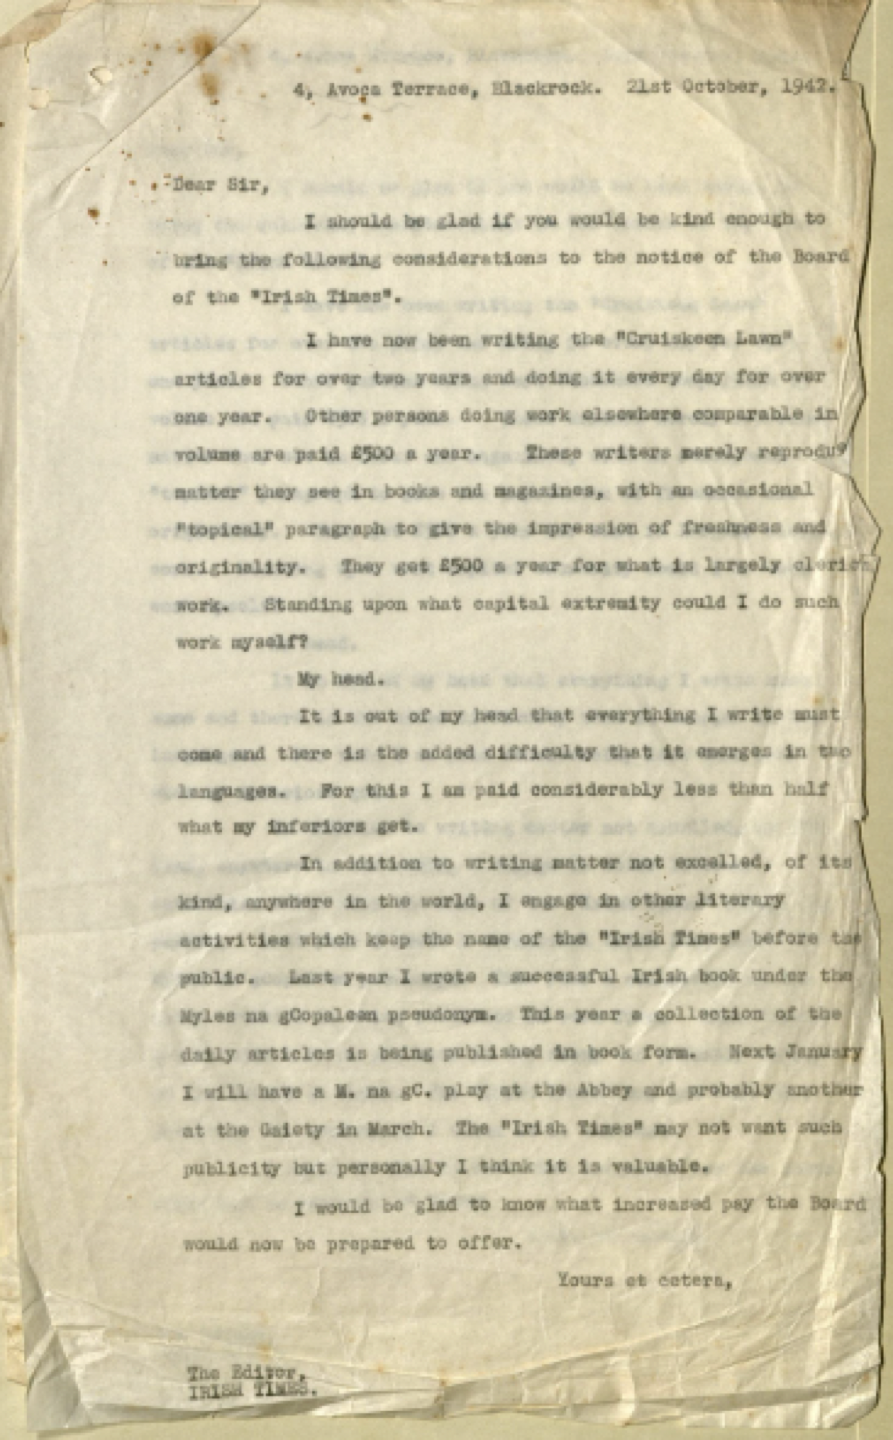 4, Avoca Terrace, Blackrock. 21st October, 1942.
Dear Sir,
I should be glad if you would be kind enough to
bring the following considerations to the notice of the Board
of the "Irish Times".
I have now been writing the "Cruiskeen Lawn"
articles for over two years and doing it every day for over
one year. Other persons doing work elsewhere comparable in
volume are paid £500 a year. These writers merely reprodu
matter they see in books and magazines, with an occasional
"topical" paragraph to give the impression of freshness and
originality. They get £500 a year for what is largely cleric
work. Standing upon what capital extremity could I do such
work myself?
My head.
It is out of my head that everything I write must
come and there is the added difficulty that it emerges in two
languages. For this I am paid considerably less than half
what my inferiors get.
In addition to writing matter not excelled, of its
kind, anywhere in the world, I engage in other literary
activities which keep the name of the "Irish Times" before the
public. Last year I wrote a successful Irish book under the
Myles na gCopaleen pseudonym. This year a collection of the
daily articles is being published in book form. Next January
I will have a M. na gC. play at the Abbey and probably another
at the Gaiety in March. The "Irish Times" may not want such
publicity but personally I think it is valuable.
I would be glad to know what increased pay the Board
would now be prepared to offer.
Yours et cetera,
The Editor,
IRISH TIMES.